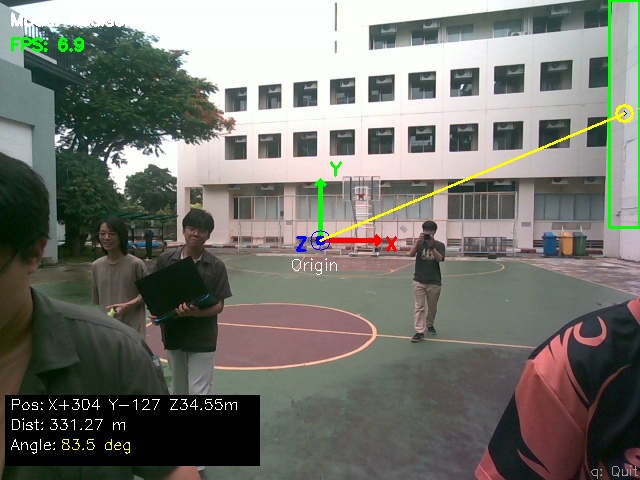 FPS: 6.9
Y
Z
X
Origin
Pos: X+304 Y-127 Z34.55m
Dist: 331.27 m
Angle: 83.5 deg
q: Quit